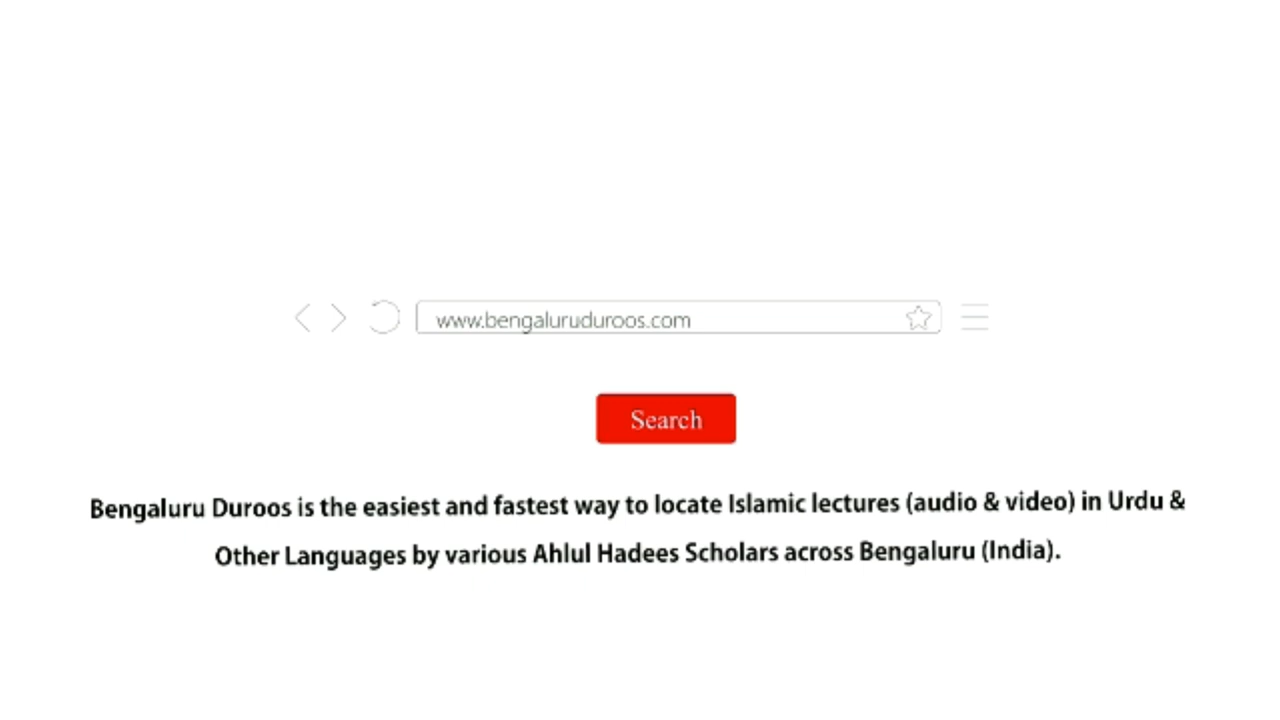 www.bengaluruduroos.com
Search
Bengaluru Duroos is the easiest and fastest way to locate Islamic lectures (audio & video) in Urdu &
Other Languages by various Ahlul Hadees Scholars across Bengaluru (India).